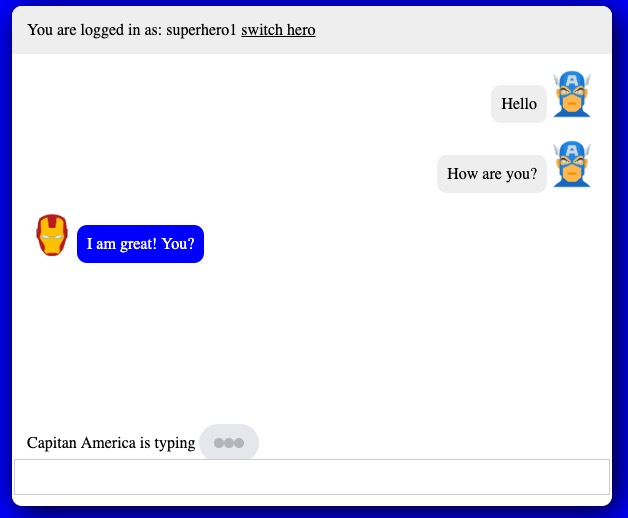 You are logged in as: superhero1 switch hero
Hello
How are you?
I am great! You?
Capitan America is typing